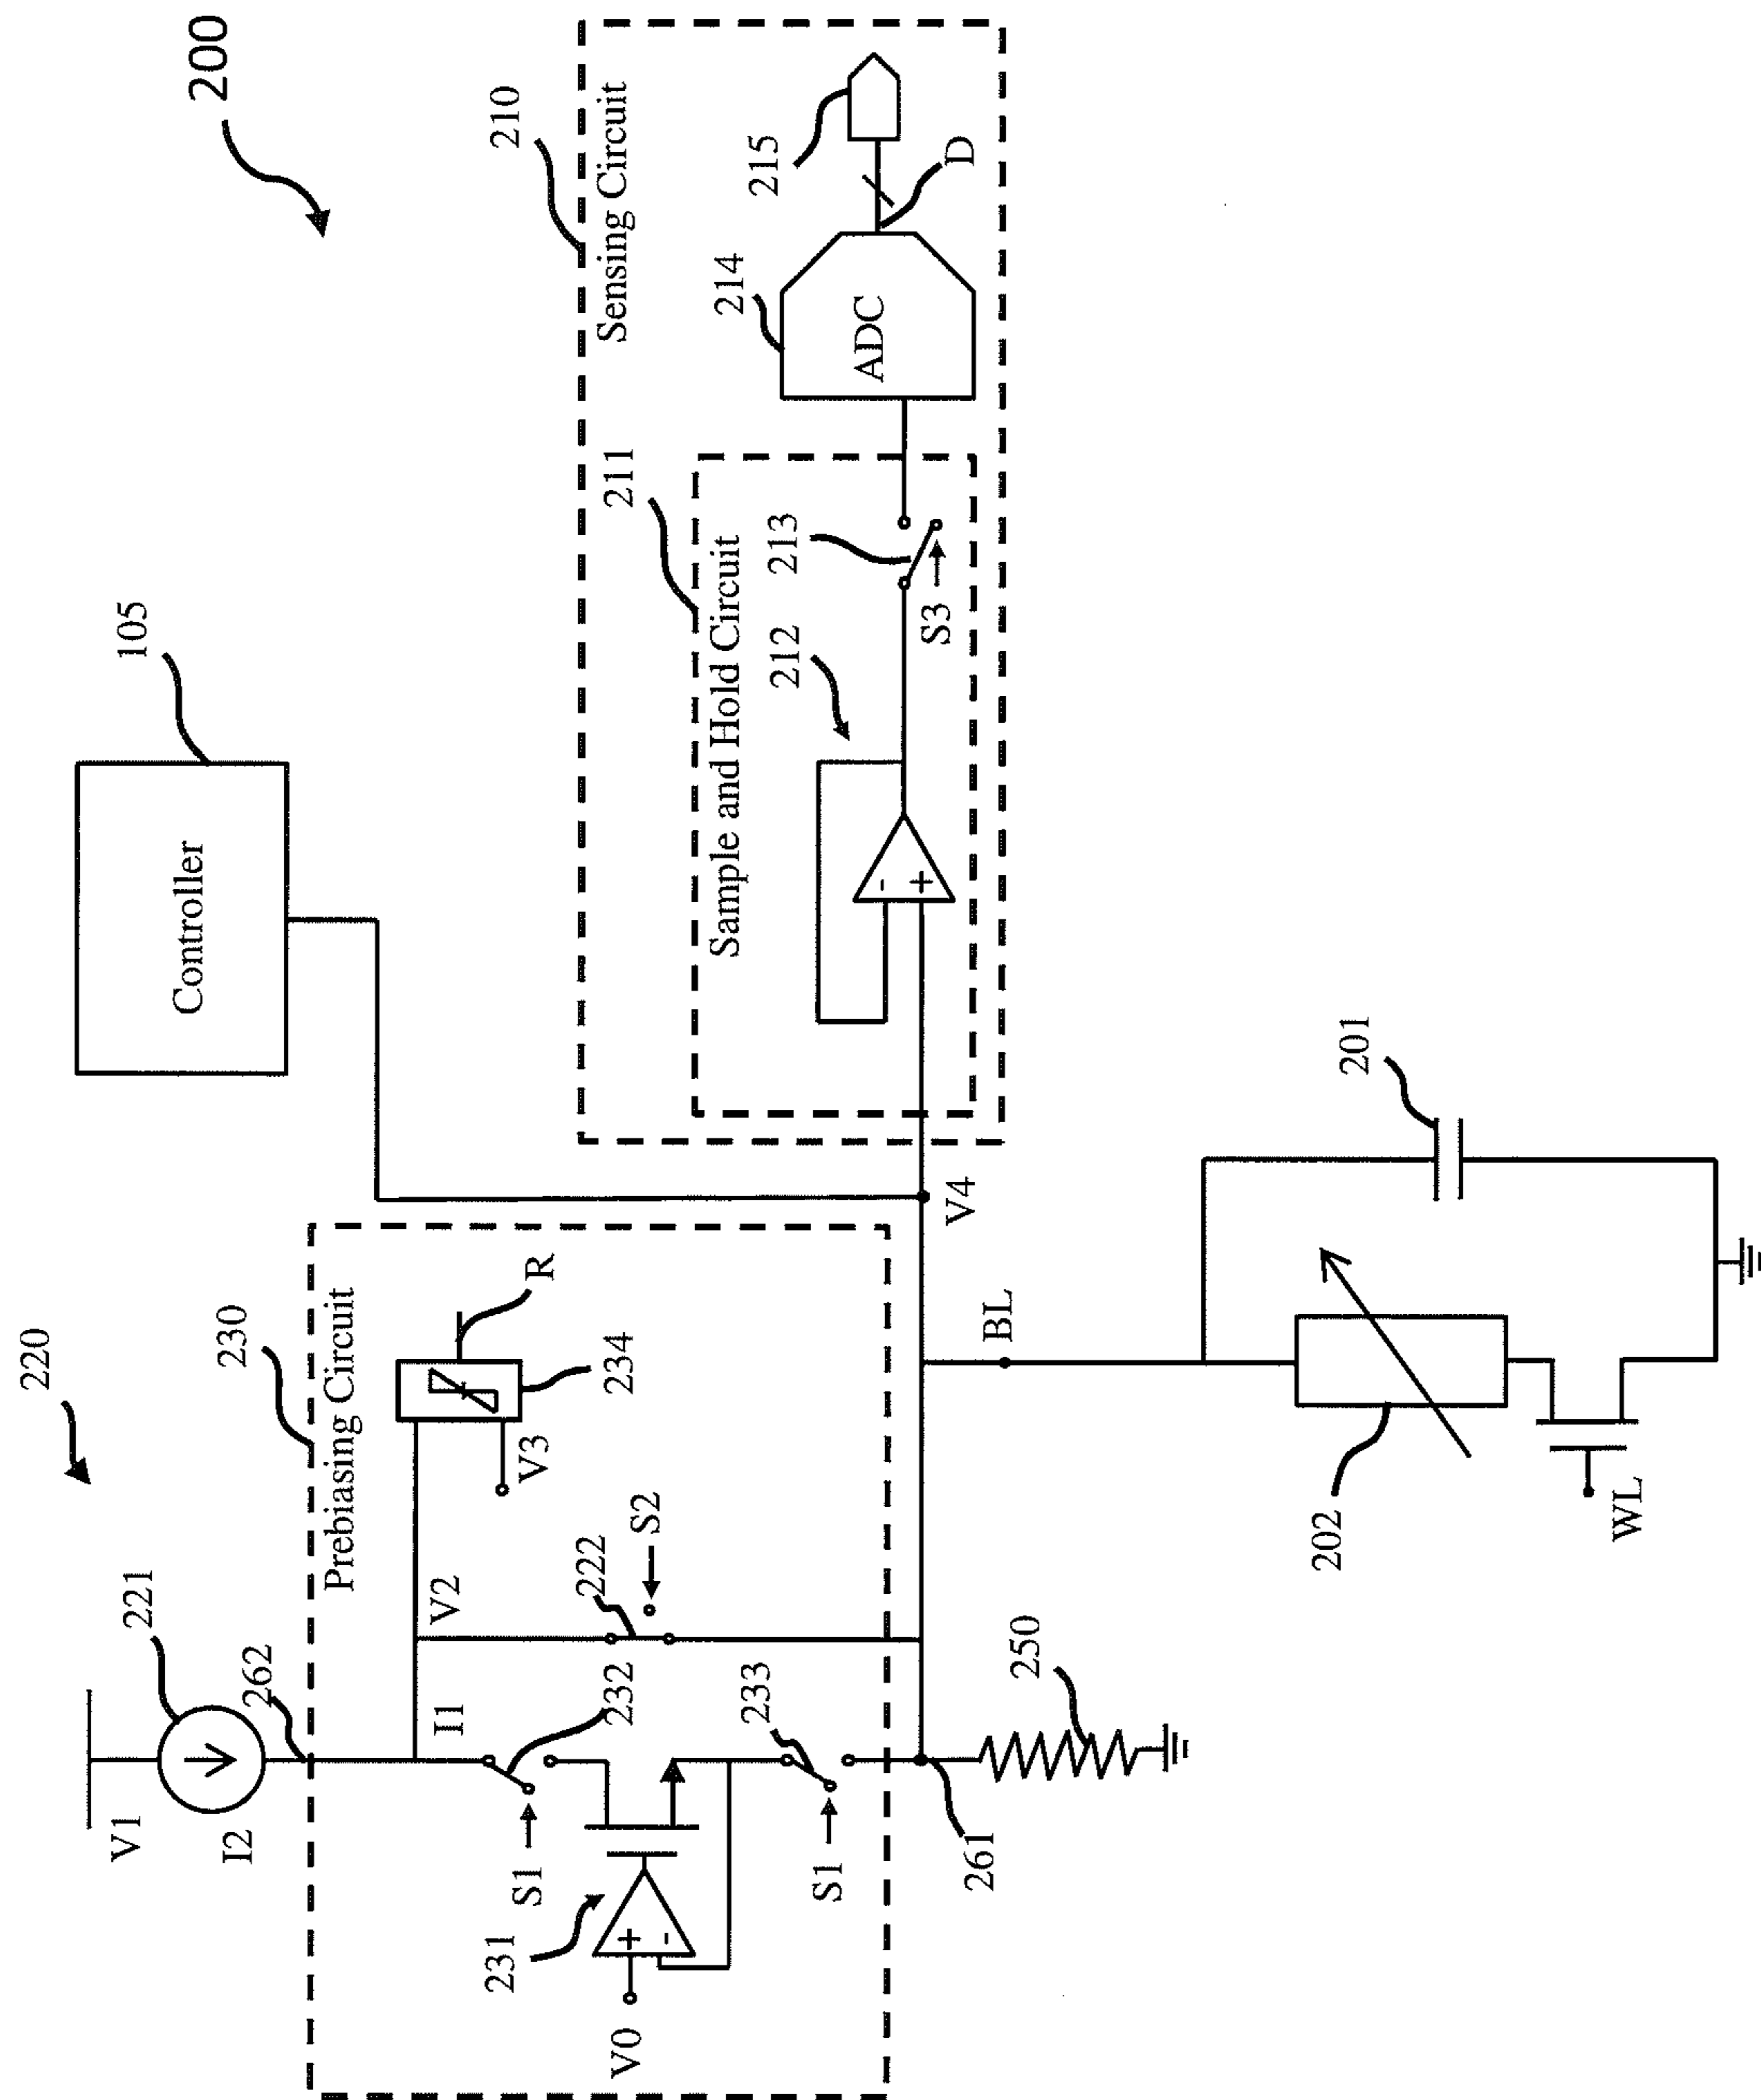 200
220
105
Controller
V1
221
I2
262
230
Prebiasing Circuit
I1
V2
R
234
V3
S1
232
222
S2
231
V0
233
S1
261
250
210
Sensing Circuit
211
Sample and Hold Circuit
212
213
S3
214
ADC
215
D
-
+
+
-
V4
BL
201
202
WL